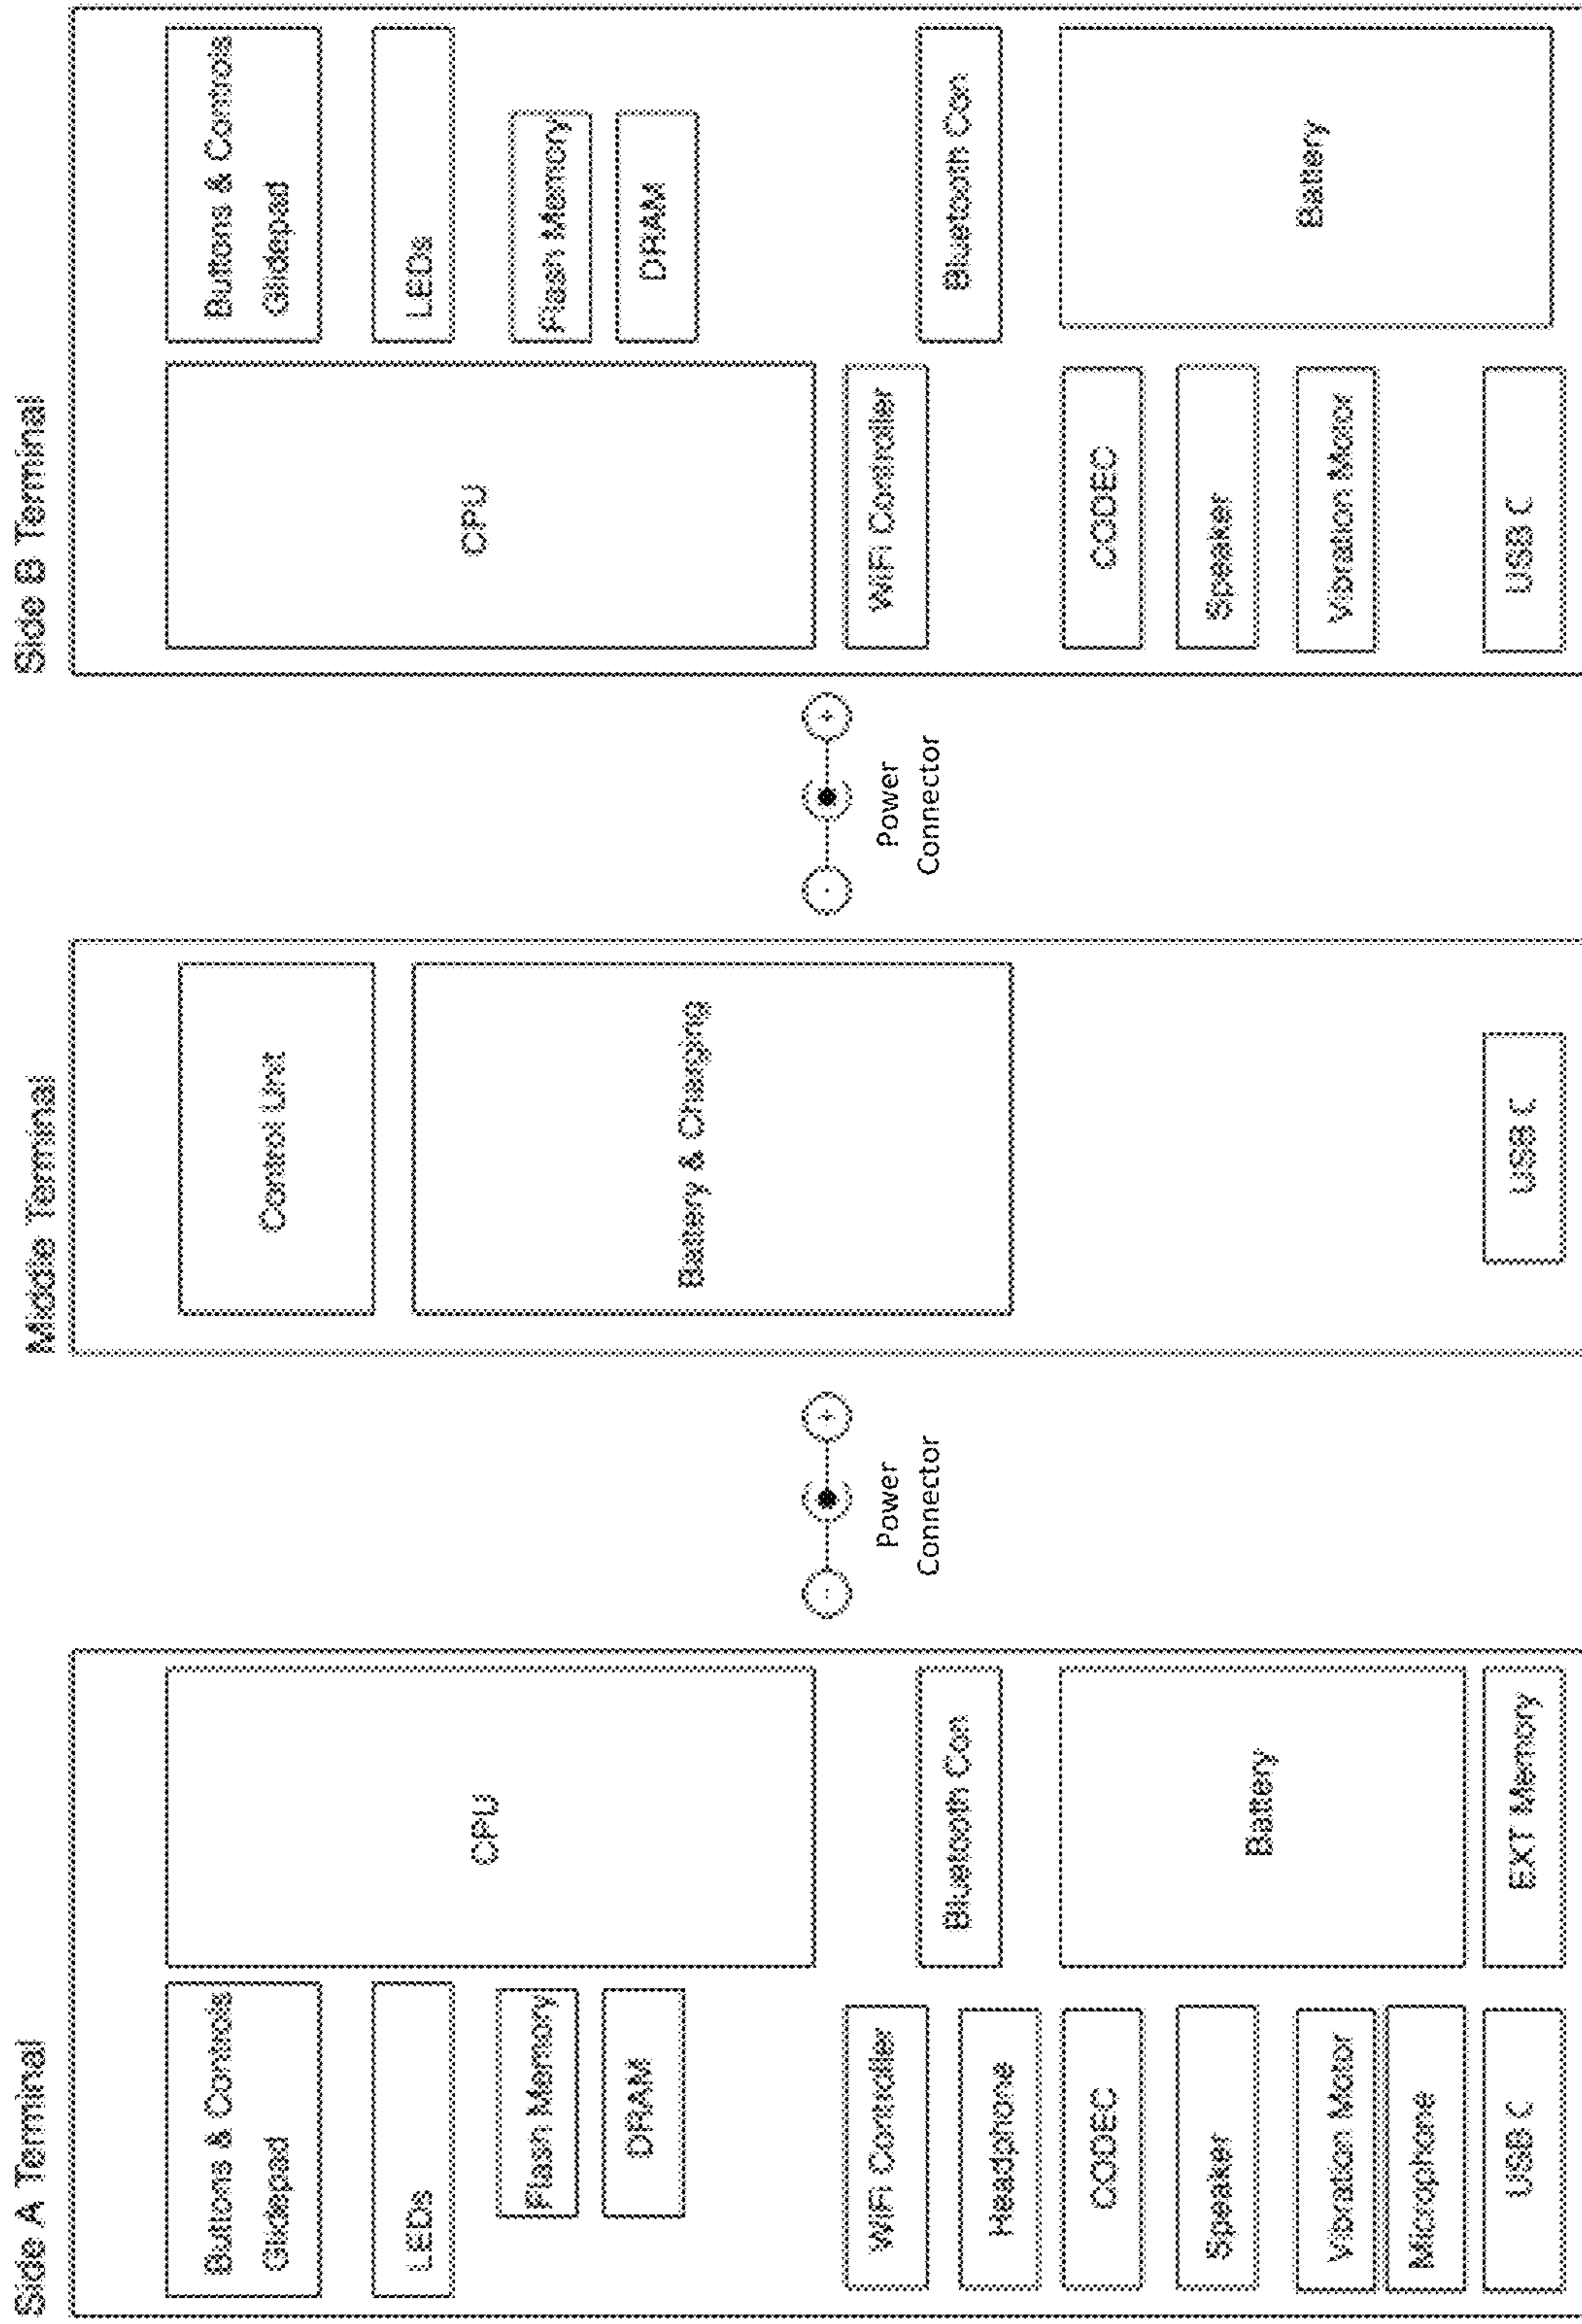 Side A Terminal
Buttons & Controls
Glidepad
LEDs
Flash Memory
DRAM
CPU
WiFi Controller
Headphone
CODEC
Speaker
Vibration Motor
Microphone
USB C
Bluetooth Con
Battery
EXT Memory
Power
Connector
-
+
Middle Terminal
Control Unit
Battery & Charging
USB C
Power
Connector
-
+
Side B Terminal
CPU
Buttons & Controls
Glidepad
LEDs
Flash Memory
DRAM
WiFi Controller
Bluetooth Con
CODEC
Speaker
Vibration Motor
USB C
Battery